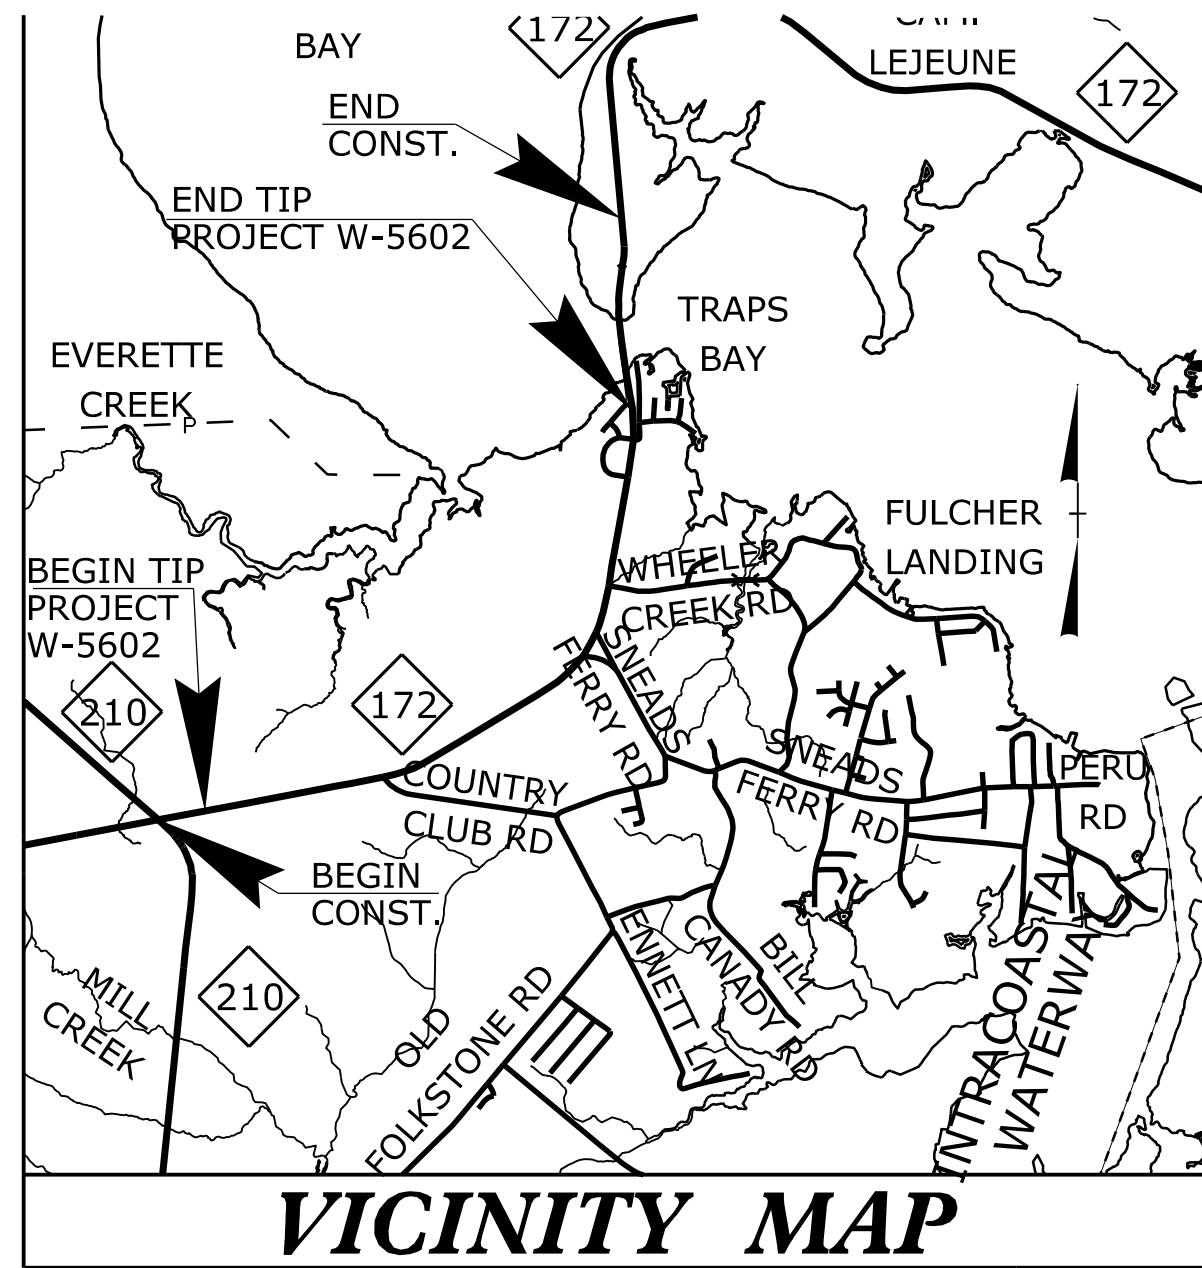 172
BAY
LEJEUNE
172
END
CONST.
END TIP
PROJECT W-5602
TRAPS
BAY
EVERETTE
CREEK
P
FULCHER
LANDING
BEGIN TIP
PROJECT
W-5602
WHEELER
CREEK RD
SNEADS
FERRY RD
210
172
COUNTRY
CLUB RD
SNEADS
FERRY RD
PERU
RD
BEGIN
CONST.
ENNETT LN
BILL
CANADY RD
INTRACOASTAL
WATERWAY
MILL
CREEK
210
OLD
FOLKSTONE RD
VICINITY MAP